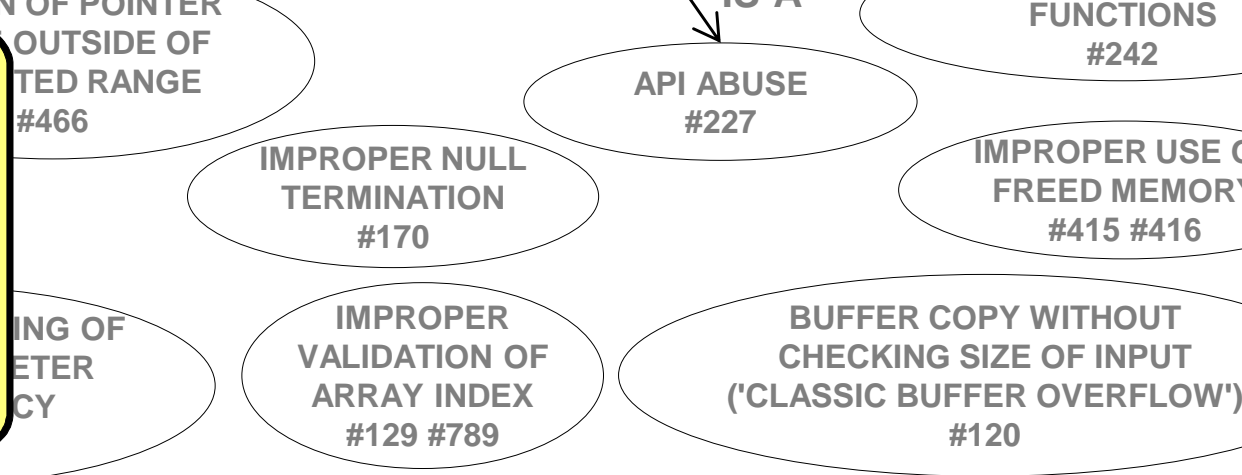 OF POINTER
OUTSIDE OF
TED RANGE
#466
IS A
API ABUSE
#227
FUNCTIONS
#242
IMPROPER NULL
TERMINATION
#170
IMPROPER USE
FREED MEMORY
#415 #416
ING OF
ETER
CY
IMPROPER
VALIDATION OF
ARRAY INDEX
#129 #789
BUFFER COPY WITHOUT
CHECKING SIZE OF INPUT
('CLASSIC BUFFER OVERFLOW')
#120